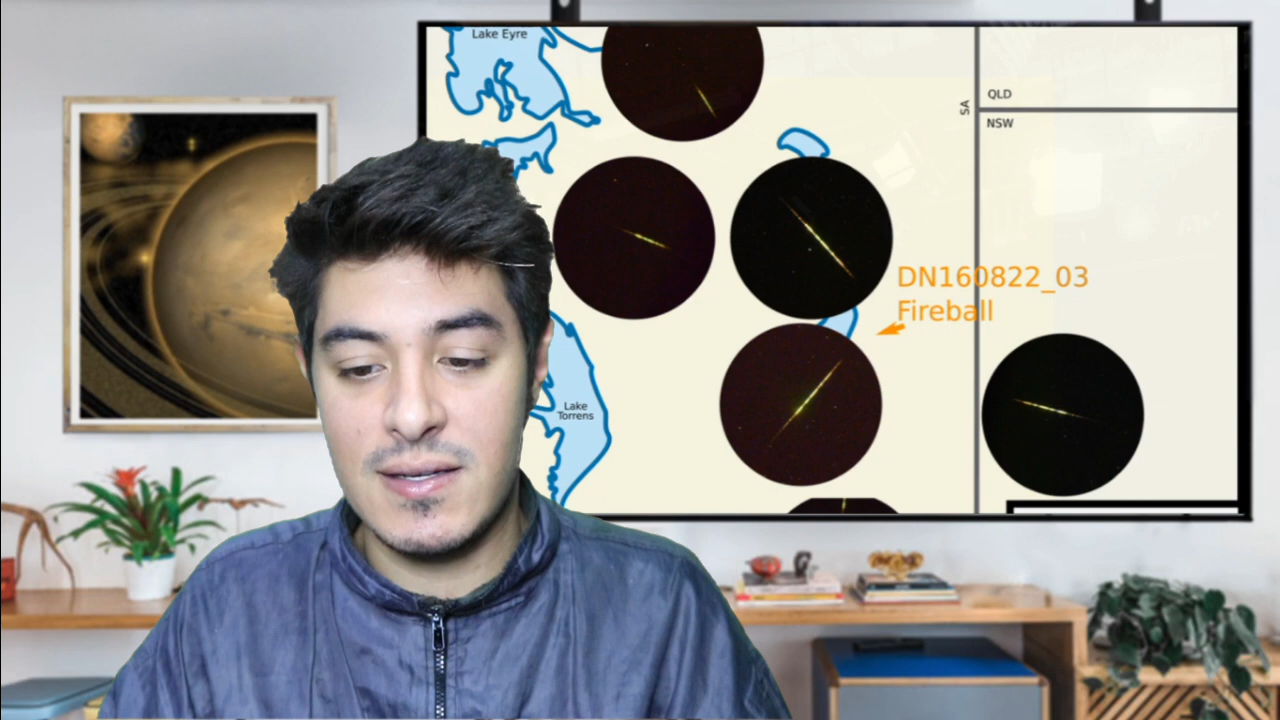 Lake Eyre
QLD
SA
NSW
DN160822_03
Fireball
Lake
Torrens